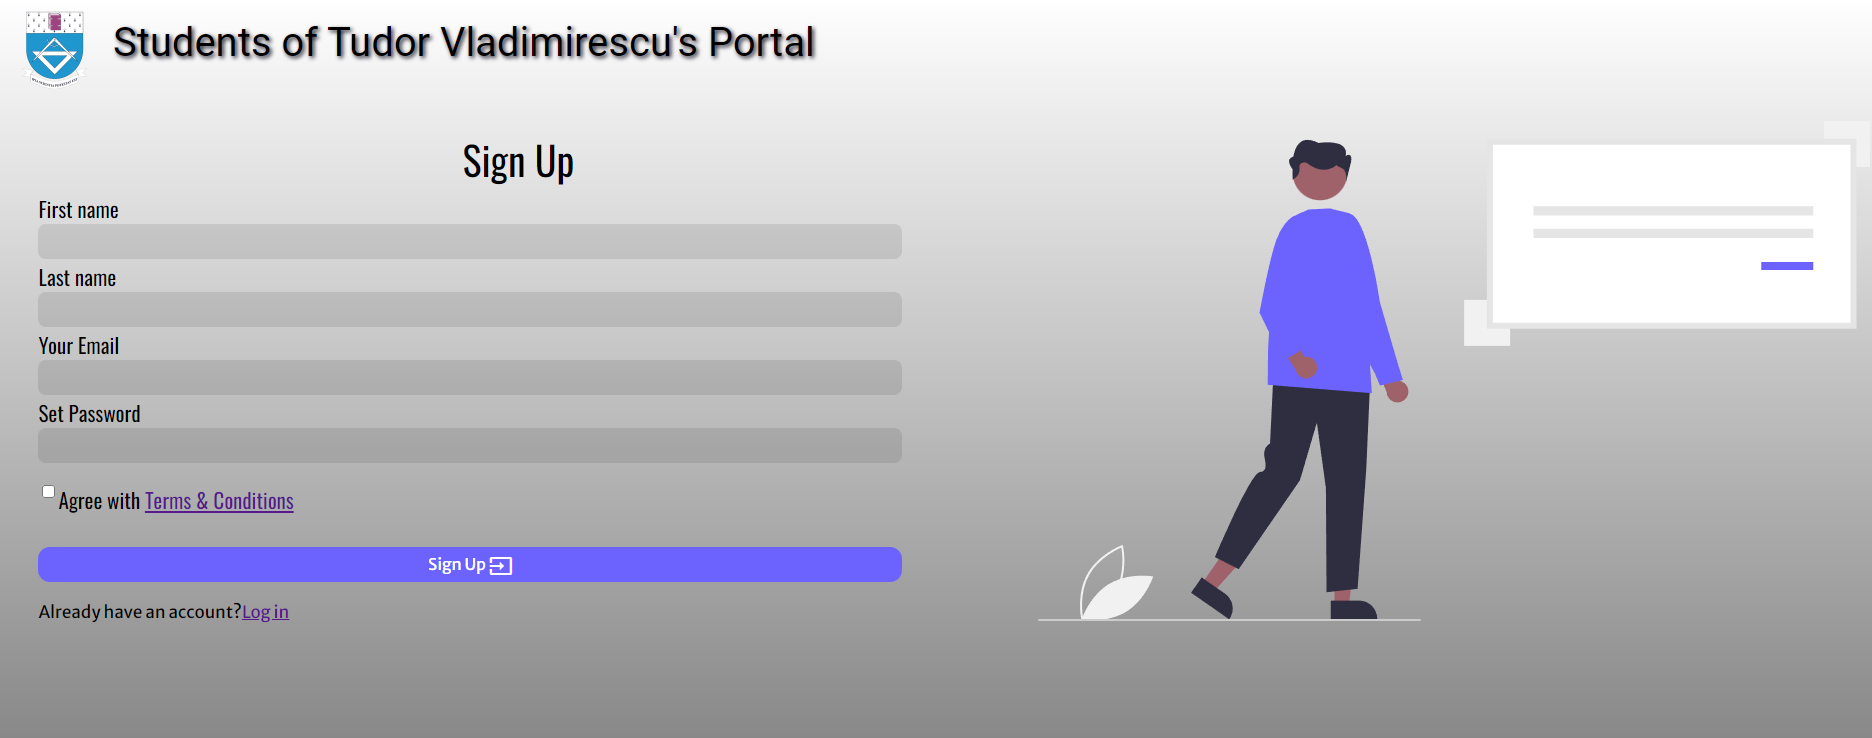 Students of Tudor Vladimirescu's Portal
Sign Up
First name
Last name
Your Email
Set Password
Agree with Terms & Conditions
Sign Up
Already have an account?Log in